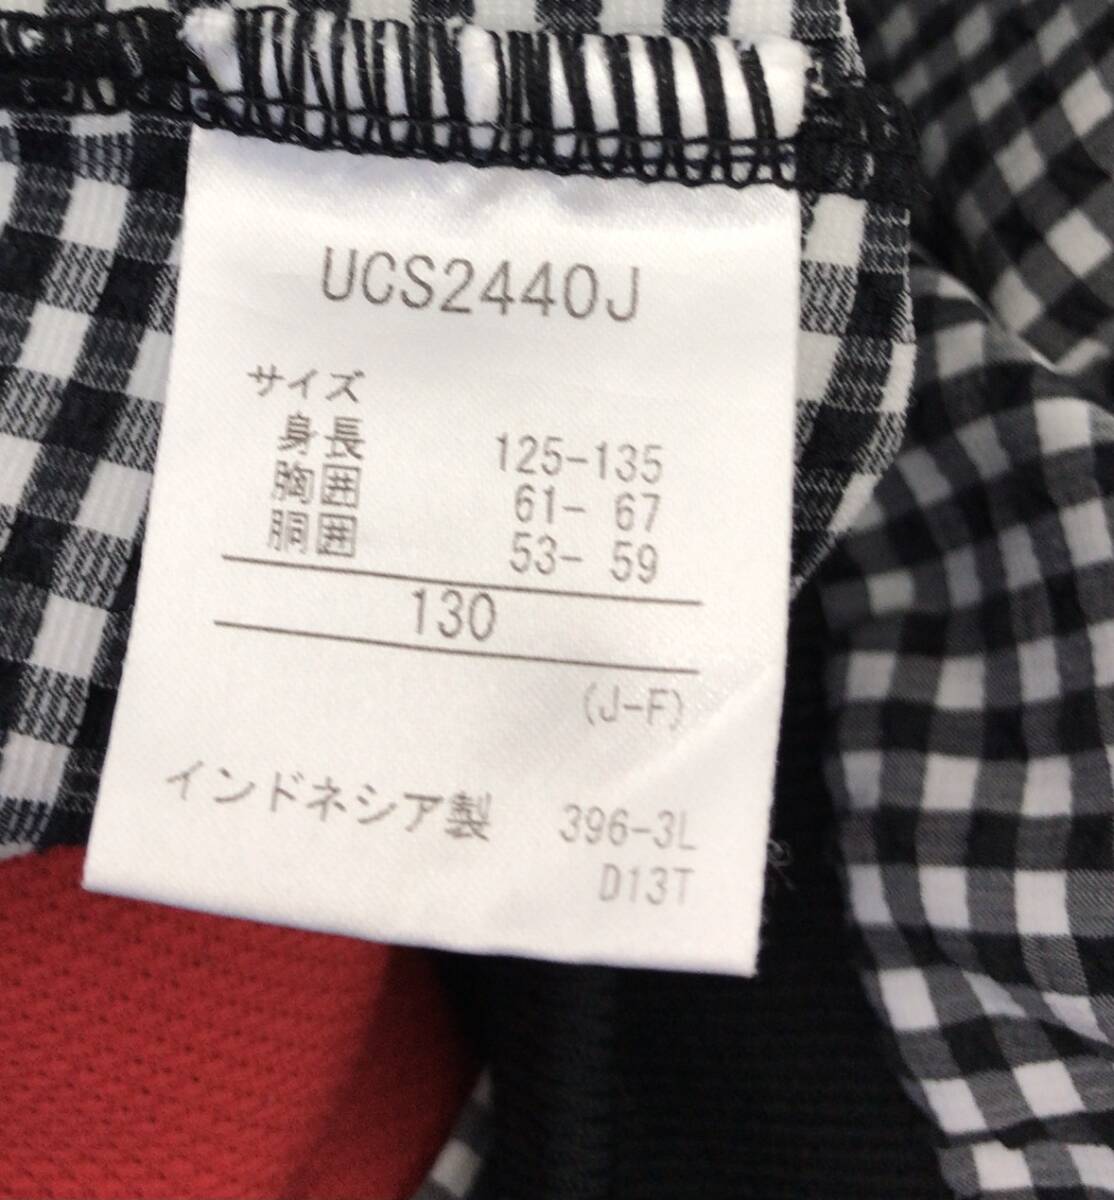 UCS2440J
サイズ
身長 125-135
胸囲 61- 67
胴囲 53- 59
130
(J-F)
インドネシア製 396-3L
D13T